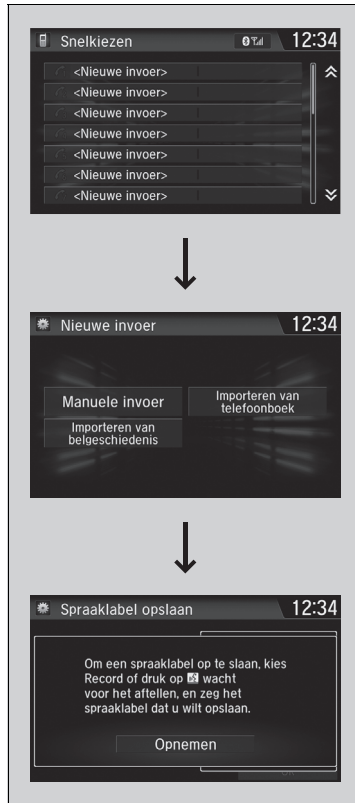 Snelkiezen 12:34
<Nieuwe invoer>
<Nieuwe invoer>
<Nieuwe invoer>
<Nieuwe invoer>
<Nieuwe invoer>
<Nieuwe invoer>
<Nieuwe invoer>
Nieuwe invoer 12:34
Manuele invoer
Importeren van
telefoonboek
Importeren van
belgeschiedenis
Spraaklabel opslaan 12:34
Om een spraaklabel op te slaan, kies
Record of druk op wacht
voor het aftellen, en zeg het
spraaklabel dat u wilt opslaan.
Opnemen